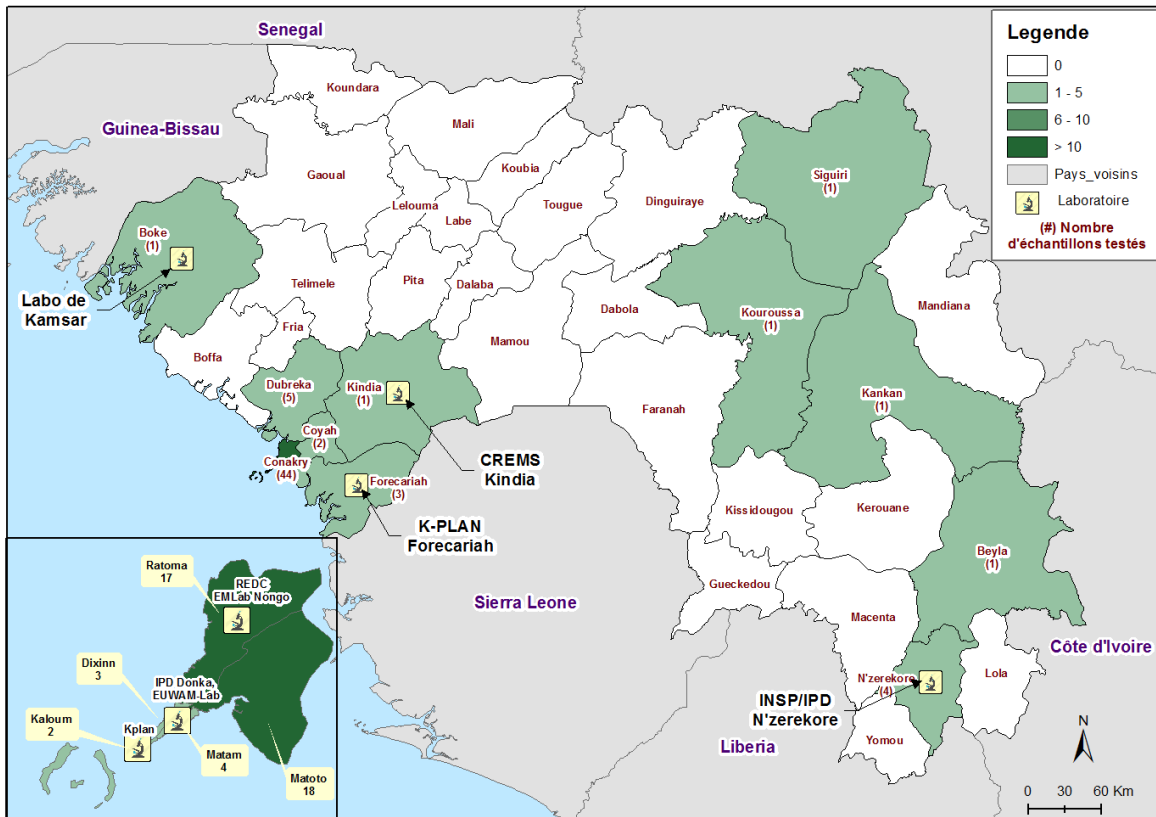 Senegal
Guinea-Bissau
Koundara
Mali
Gaoual
Koubia
Lelouma
Labe
Tougue
Dinguiraye
Siguiri
(1)
Boke
(1)
Labo de
Kamsar
Telimele
Pita
Dalaba
Fria
Boffa
Mamou
Dabola
Kouroussa
(1)
Mandiana
Dubreka
(5)
Kindia
(1)
Coyah
(2)
Conakry
(44)
Forecariah
(3)
CREMS
Kindia
K-PLAN
Forecariah
Faranah
Kankan
(1)
Kissidougou
Kerouane
Beyla
(1)
Gueckedou
Macenta
Sierra Leone
Côte d'Ivoire
N'zerekore
(4)
Lola
INSP/IPD
N'zerekore
Yomou
Liberia
Legende
0
1 - 5
6 - 10
> 10
Pays_voisins
Laboratoire
(#) Nombre
d'échantillons testés
Ratoma
17
REDC
EMLab Nongo
Dixinn
3
IPD Donka,
EUWAM-Lab
Kaloum
2
Kplan
Matam
4
Matoto
18
N
0 30 60 Km